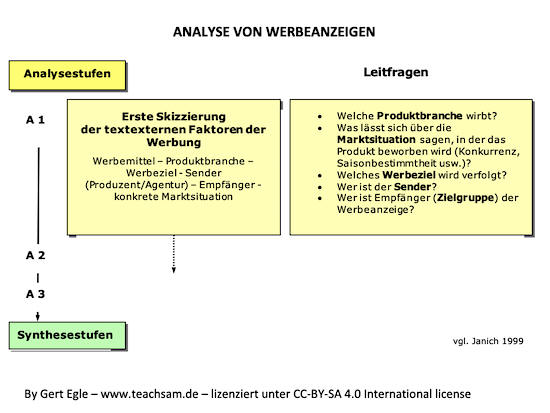 ANALYSE VON WERBEANZEIGEN
Analysestufen
Leitfragen
A 1
Erste Skizzierung
der textexternen Faktoren der
Werbung
Werbemittel – Produktbranche –
Werbeziel - Sender
(Produzent/Agentur) – Empfänger -
konkrete Marktsituation
• Welche Produktbranche wirbt?
• Was lässt sich über die
Marktsituation sagen, in der das
Produkt beworben wird (Konkurrenz,
Saisonbestimmtheit usw.)?
• Welches Werbeziel wird verfolgt?
• Wer ist der Sender?
• Wer ist Empfänger (Zielgruppe) der
Werbeanzeige?
A 2
A 3
Synthesestufen
vgl. Janich 1999
By Gert Egle – www.teachsam.de – lizenziert unter CC-BY-SA 4.0 International license